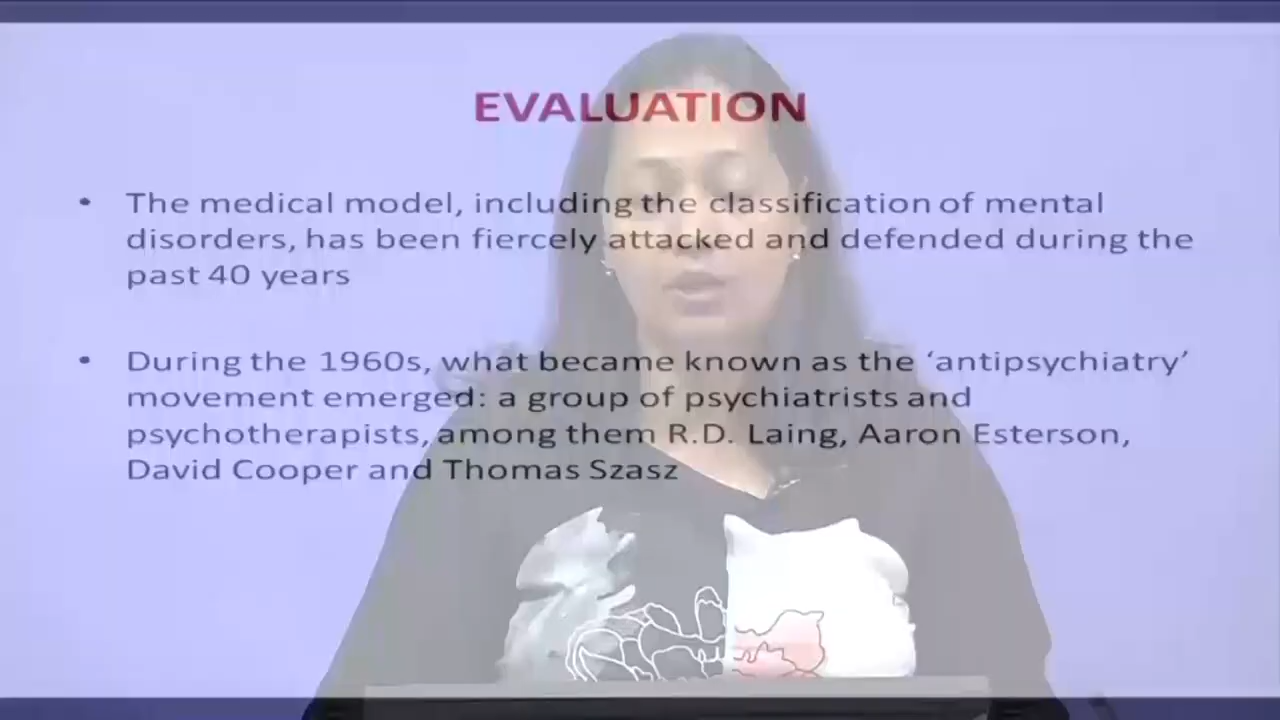 EVALUATION
• The medical model, including the classification of mental
disorders, has been fiercely attacked and defended during the
past 40 years
• During the 1960s, what became known as the ‘antipsychiatry’
movement emerged: a group of psychiatrists and
psychotherapists, among them R.D. Laing, Aaron Esterson,
David Cooper and Thomas Szasz